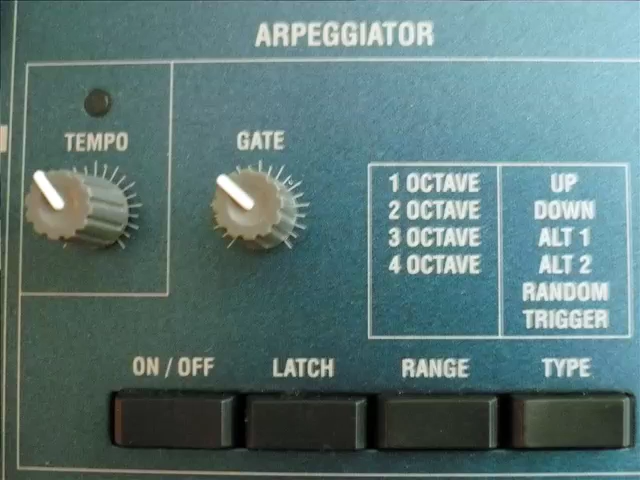 ARPEGGIATOR
TEMPO
GATE
1 OCTAVE
2 OCTAVE
3 OCTAVE
4 OCTAVE
UP
DOWN
ALT 1
ALT 2
RANDOM
TRIGGER
ON / OFF
LATCH
RANGE
TYPE